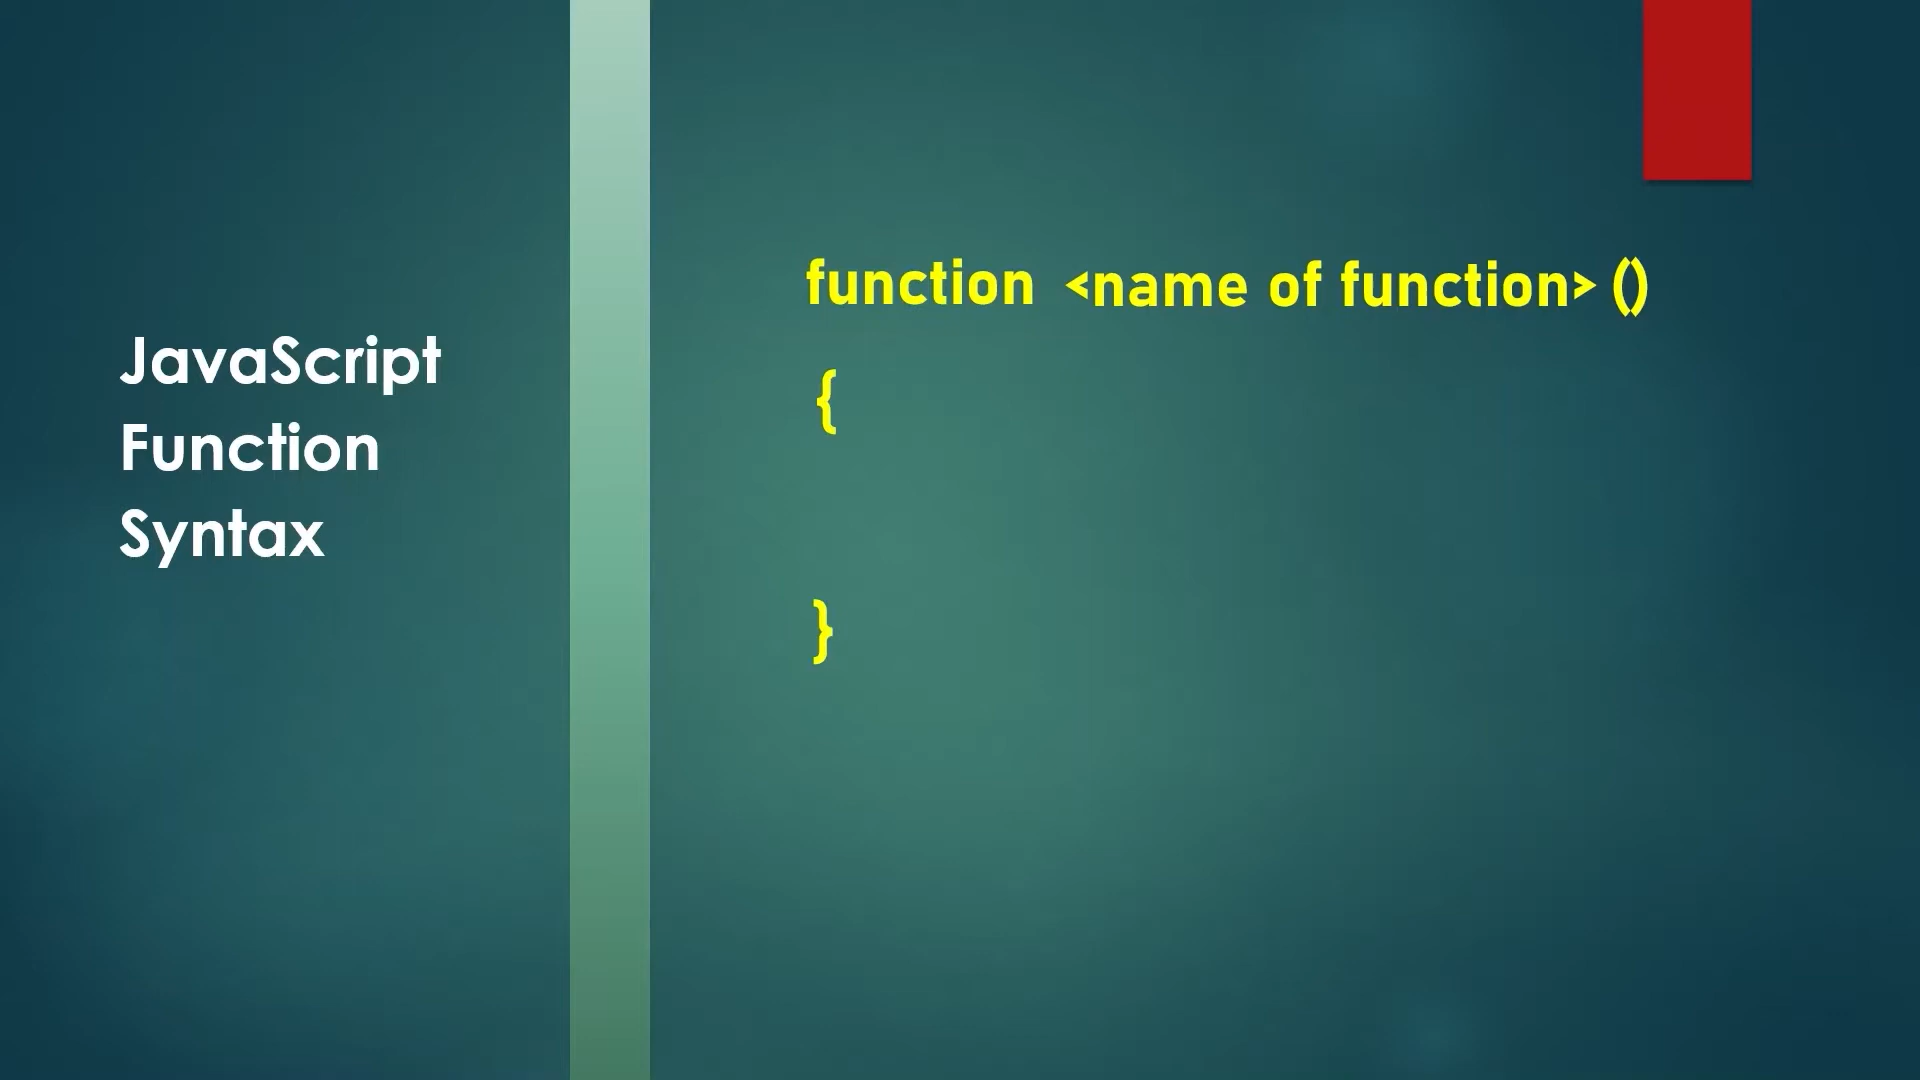 JavaScript
Function
Syntax
function <name of function> ()
{
}